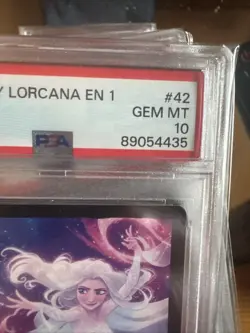 Y LORCANA EN 1
#42
GEM MT
10
PSA
89054435